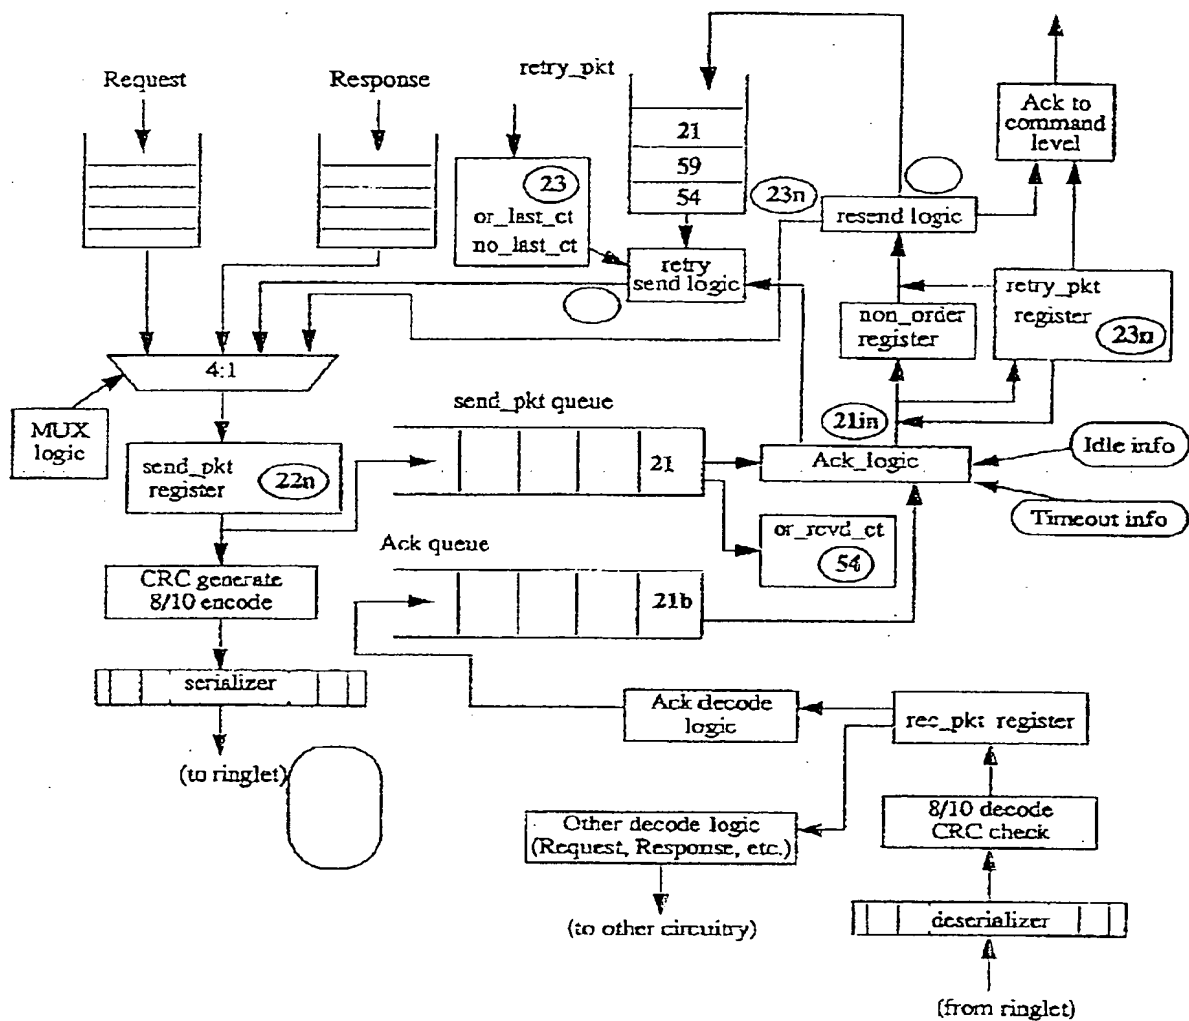 Request
Response
retry_pkt
21
59
54
23
or_last_ct
no_last_ct
Ack to
command
level
23n
resend logic
retry
send logic
retry_pkt
register
23n
non_order
register
4:1
MUX
logic
send_pkt queue
21in
send_pkt
register
22n
21
Ack_logic
Idle info
Timeout info
or_rcvd_ct
54
Ack queue
CRC generate
8/10 encode
21b
serializer
Ack decode
logic
rec_pkt register
(to ringlet)
8/10 decode
CRC check
Other decode logic
(Request, Response, etc.)
deserializer
(to other circuitry)
(from ringlet)